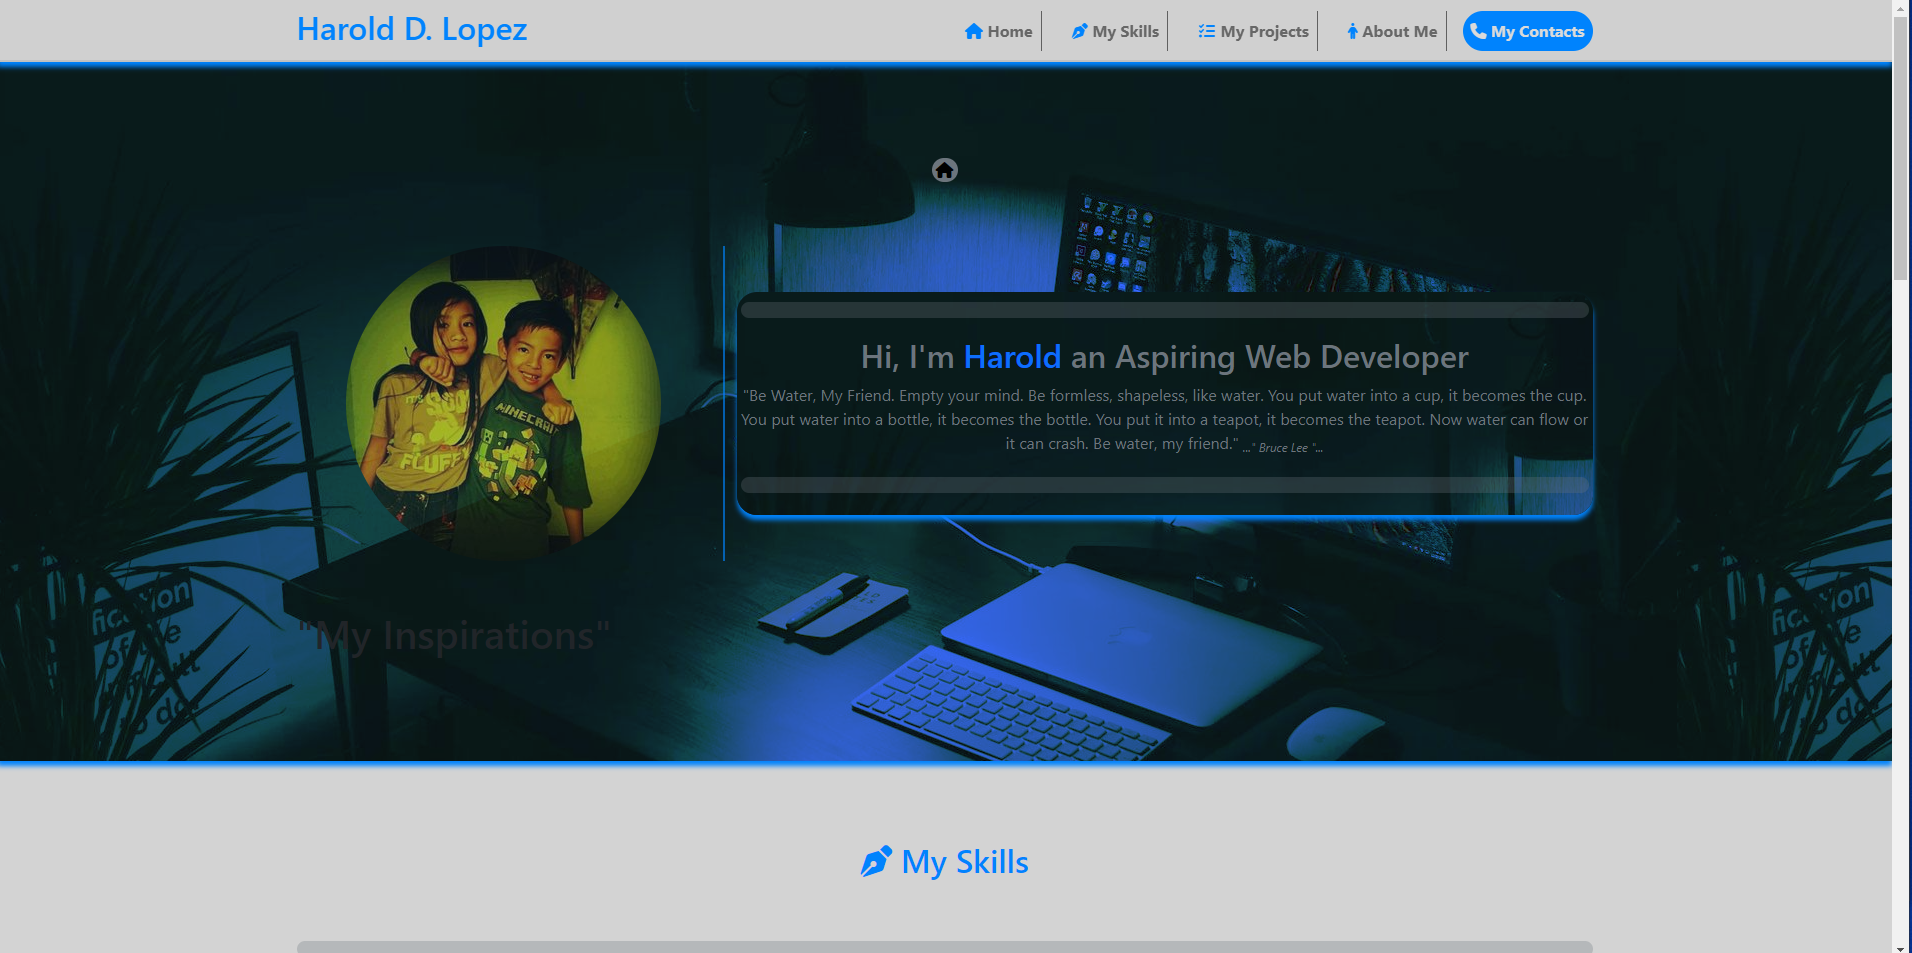 Harold D. Lopez
Home
My Skills
My Projects
About Me
My Contacts
Hi, I'm Harold an Aspiring Web Developer
"Be Water, My Friend. Empty your mind. Be formless, shapeless, like water. You put water into a cup, it becomes the cup.
You put water into a bottle, it becomes the bottle. You put it into a teapot, it becomes the teapot. Now water can flow or
it can crash. Be water, my friend." ..." Bruce Lee "...
MINECRAFT
FLUFFY
"My Inspirations"
My Skills